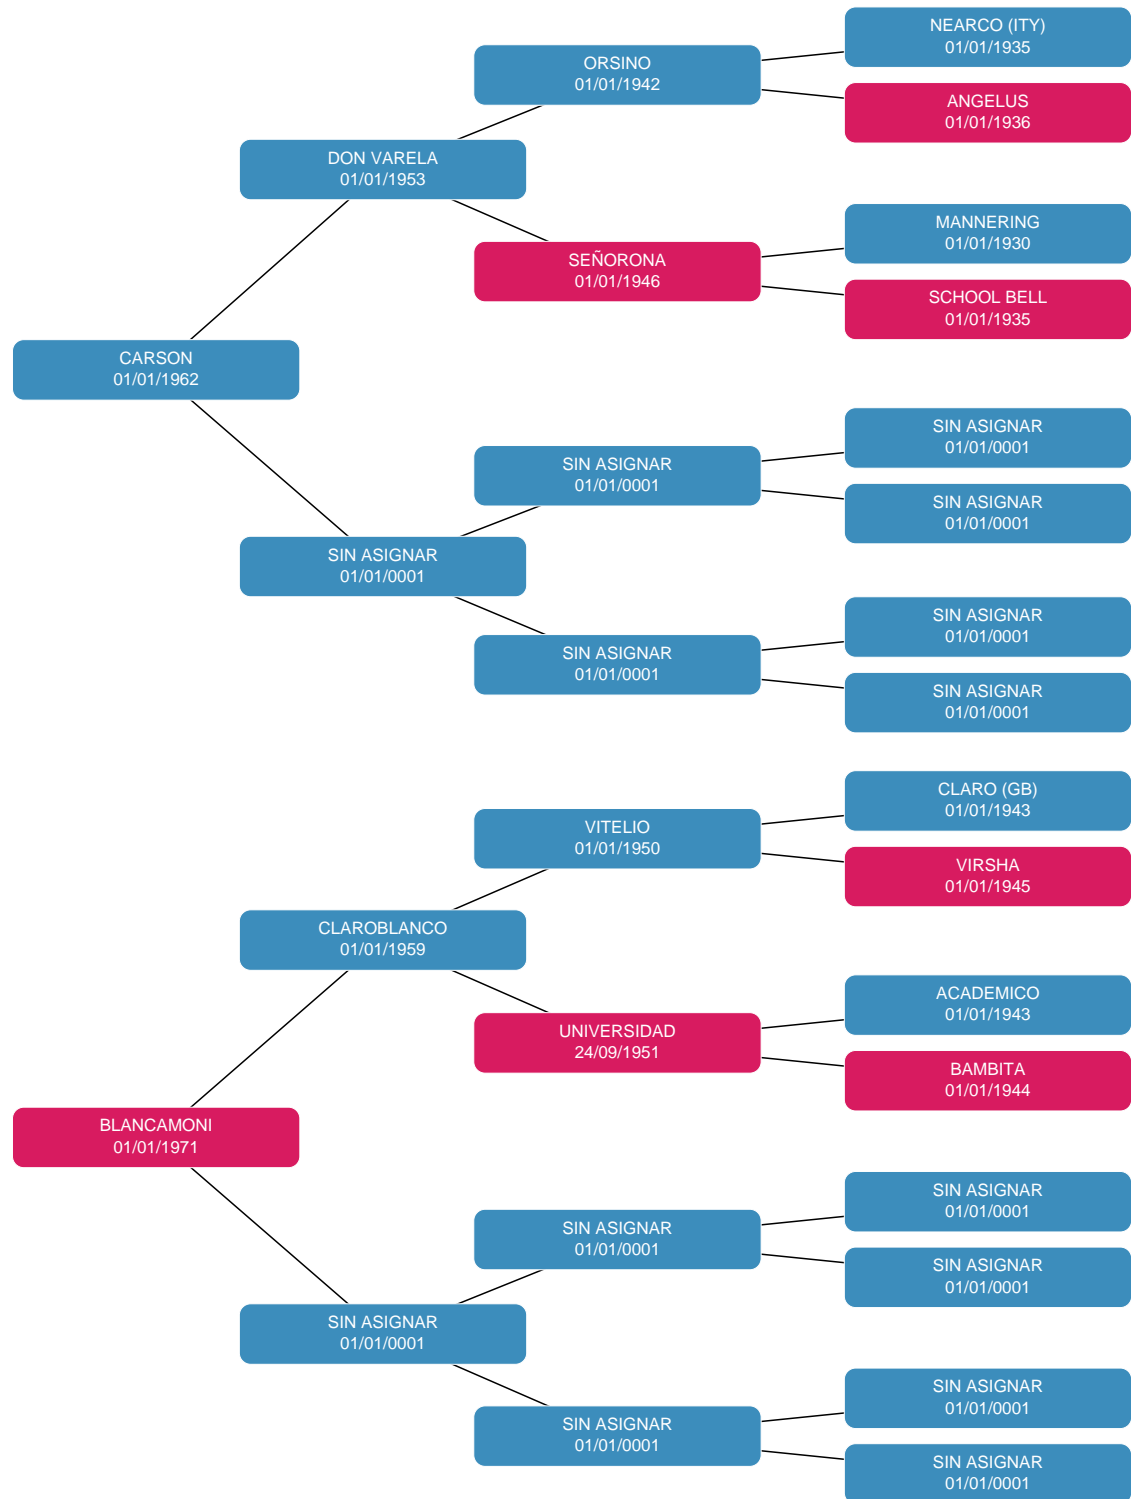 NEARCO (ITY)
01/01/1935
ORSINO
01/01/1942
ANGELUS
01/01/1936
DON VARELA
01/01/1953
MANNERING
01/01/1930
SEÑORONA
01/01/1946
SCHOOL BELL
01/01/1935
CARSON
01/01/1962
SIN ASIGNAR
01/01/0001
SIN ASIGNAR
01/01/0001
SIN ASIGNAR
01/01/0001
SIN ASIGNAR
01/01/0001
SIN ASIGNAR
01/01/0001
SIN ASIGNAR
01/01/0001
SIN ASIGNAR
01/01/0001
CLARO (GB)
01/01/1943
VITELIO
01/01/1950
VIRSHA
01/01/1945
CLAROBLANCO
01/01/1959
ACADEMICO
01/01/1943
UNIVERSIDAD
24/09/1951
BAMBITA
01/01/1944
BLANCAMONI
01/01/1971
SIN ASIGNAR
01/01/0001
SIN ASIGNAR
01/01/0001
SIN ASIGNAR
01/01/0001
SIN ASIGNAR
01/01/0001
SIN ASIGNAR
01/01/0001
SIN ASIGNAR
01/01/0001
SIN ASIGNAR
01/01/0001